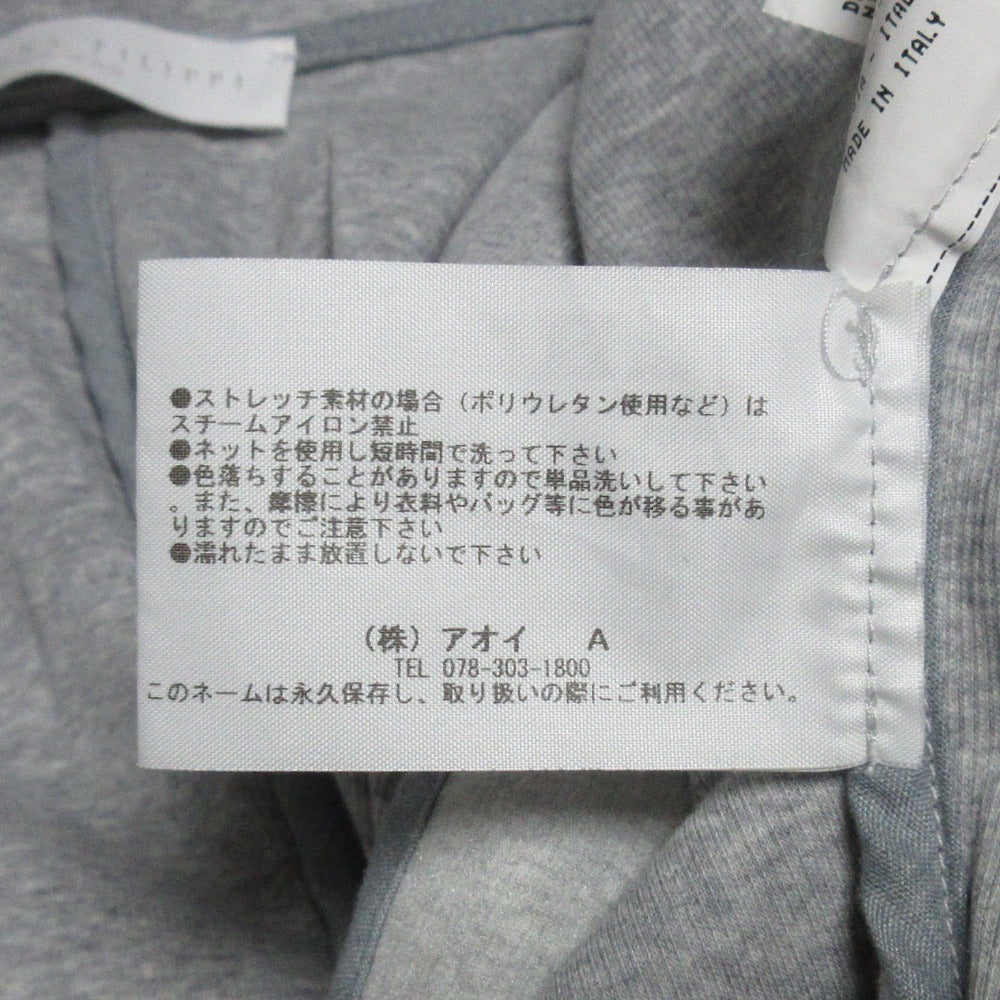 MADE IN ITALY
●ストレッチ素材の場合（ポリウレタン使用など）は
スチームアイロン禁止
●ネットを使用し短時間で洗って下さい
●色落ちすることがありますので単品洗いして下さい
。また、摩擦により衣料やバッグ等に色が移る事があ
りますのでご注意下さい
●濡れたまま放置しないで下さい
（株）アオイ A
TEL 078-303-1800
このネームは永久保存し、取り扱いの際にご利用ください。